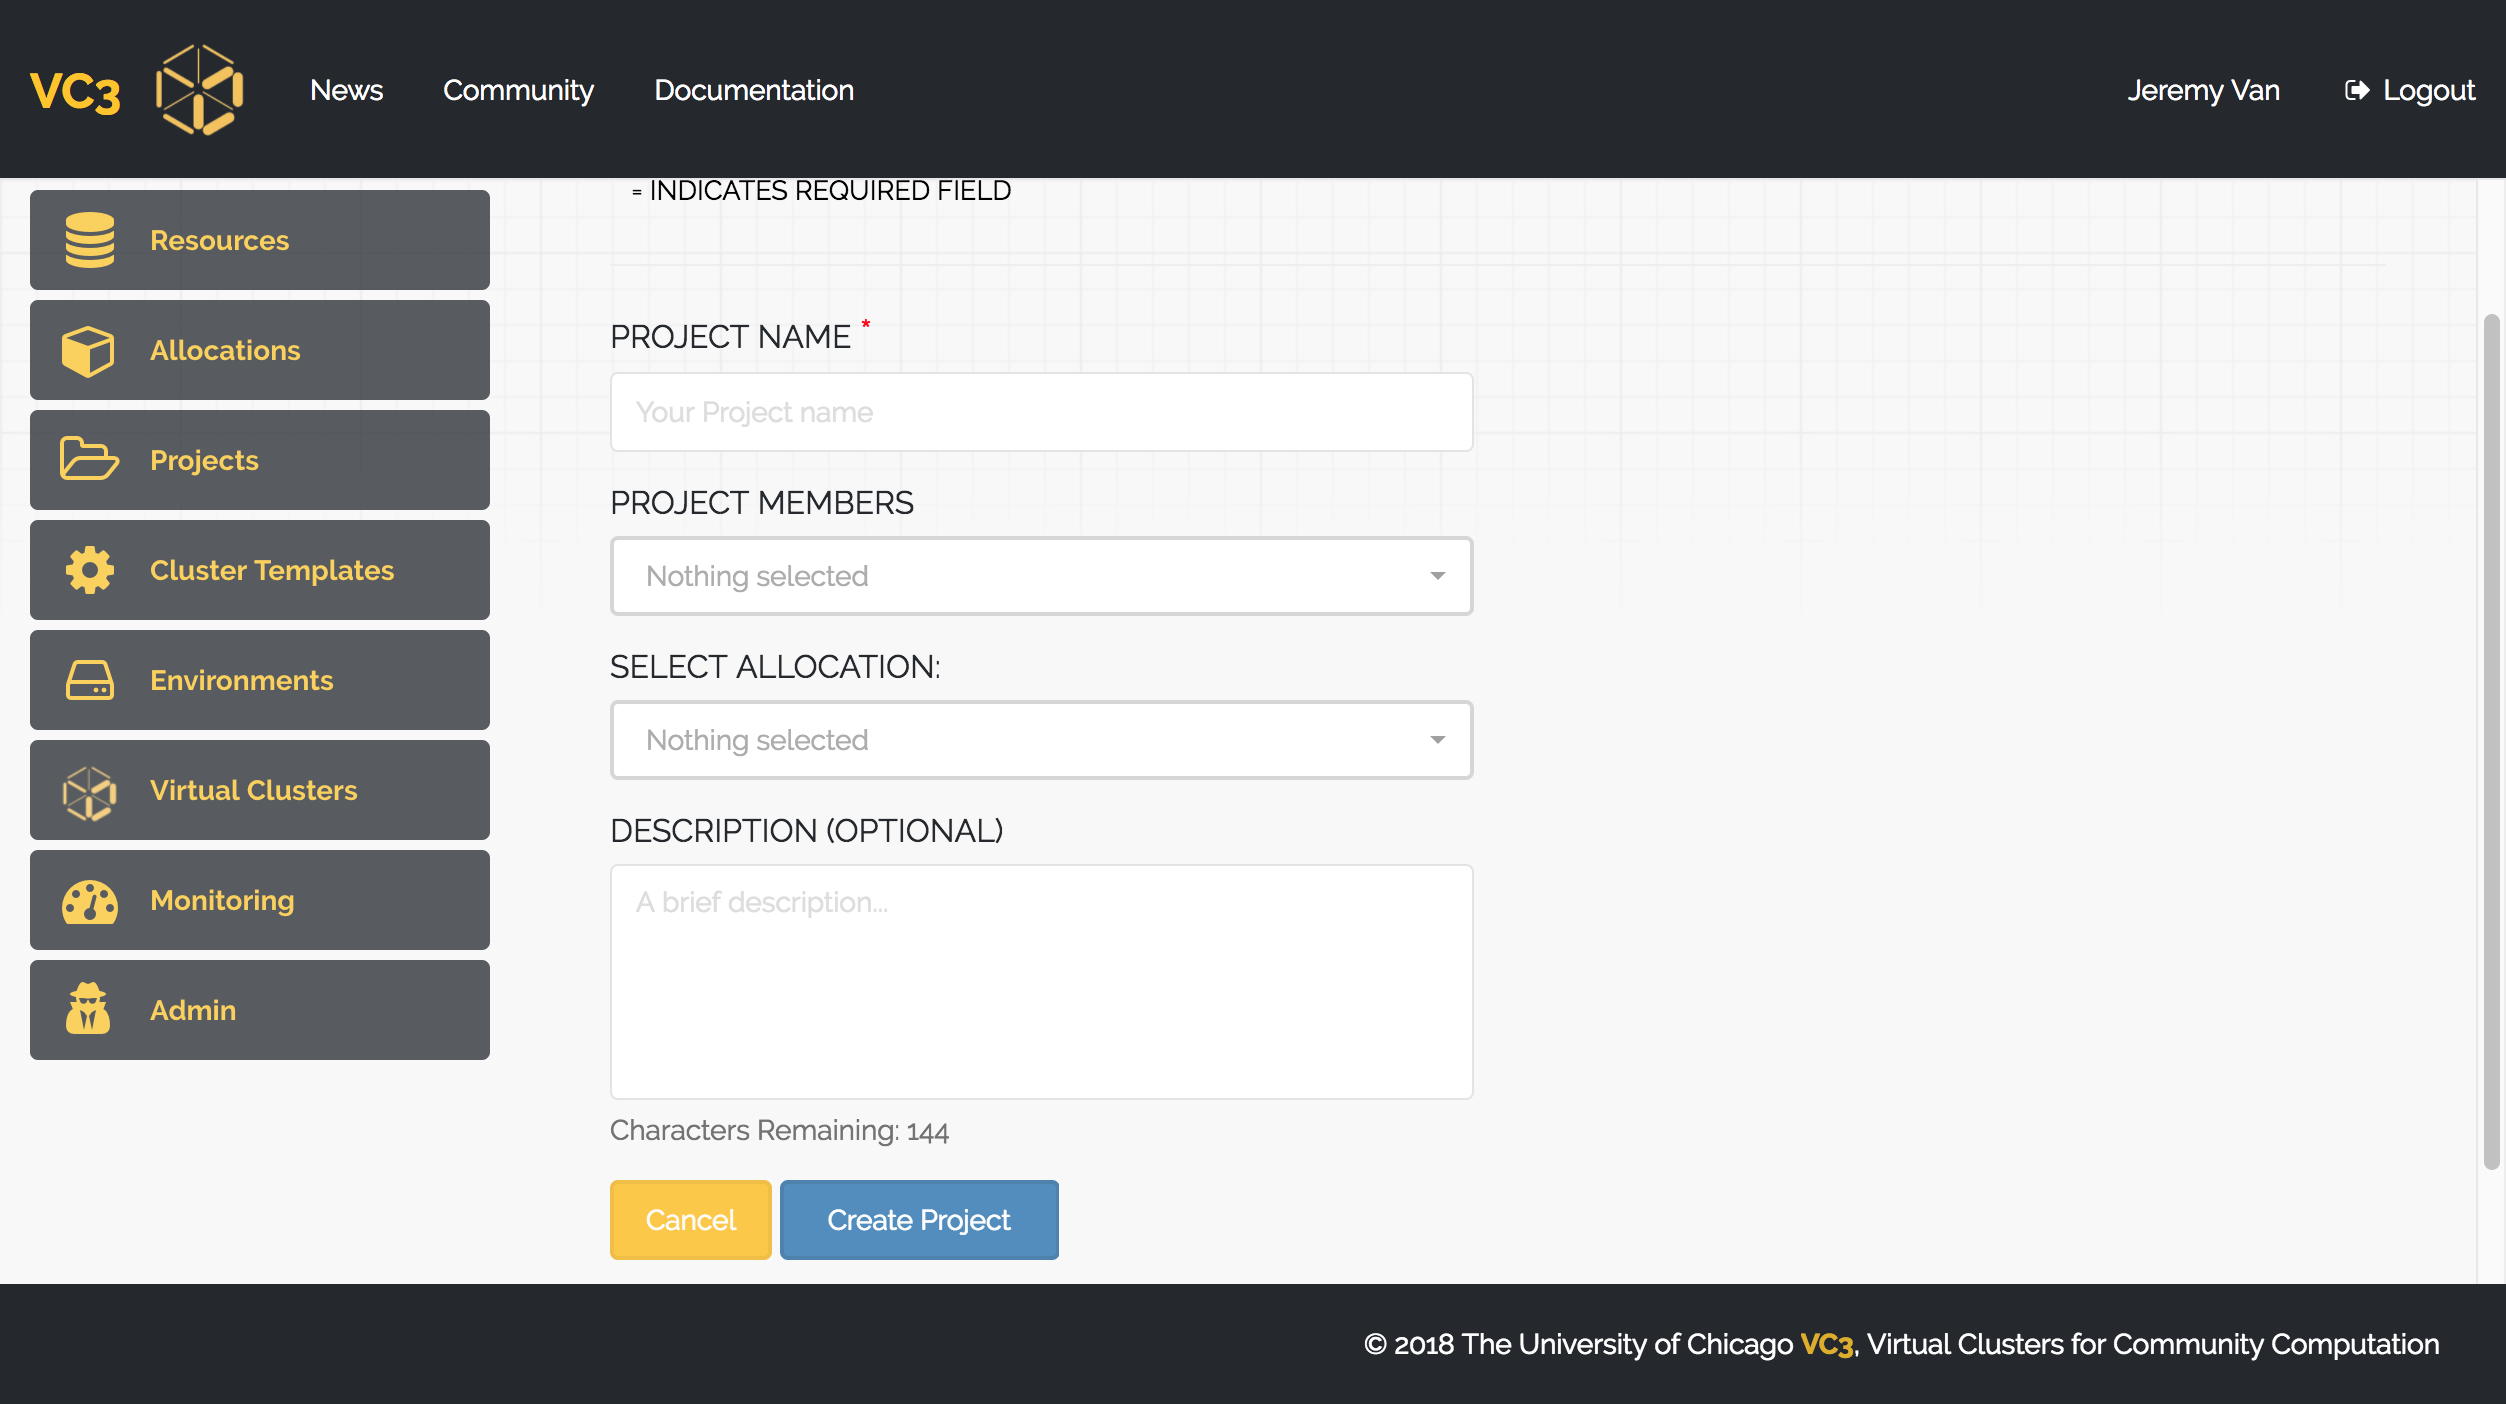 VC3 News Community Documentation Jeremy Van Logout
= INDICATES REQUIRED FIELD
Resources
Allocations
Projects
Cluster Templates
Environments
Virtual Clusters
Monitoring
Admin
PROJECT NAME *
Your Project name
PROJECT MEMBERS
Nothing selected
SELECT ALLOCATION:
Nothing selected
DESCRIPTION (OPTIONAL)
A brief description...
Characters Remaining: 144
Cancel Create Project
© 2018 The University of Chicago VC3, Virtual Clusters for Community Computation